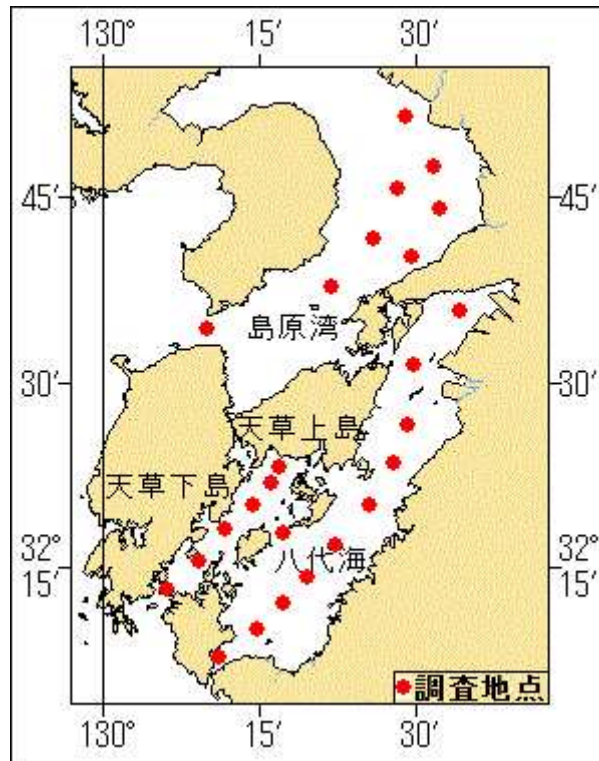 130° 15′ 30′
45′ 45′
島原湾
30′ 30′
天草上島
天草下島
32° 32°
八代海
15′ 15′
調査地点
130° 15′ 30′